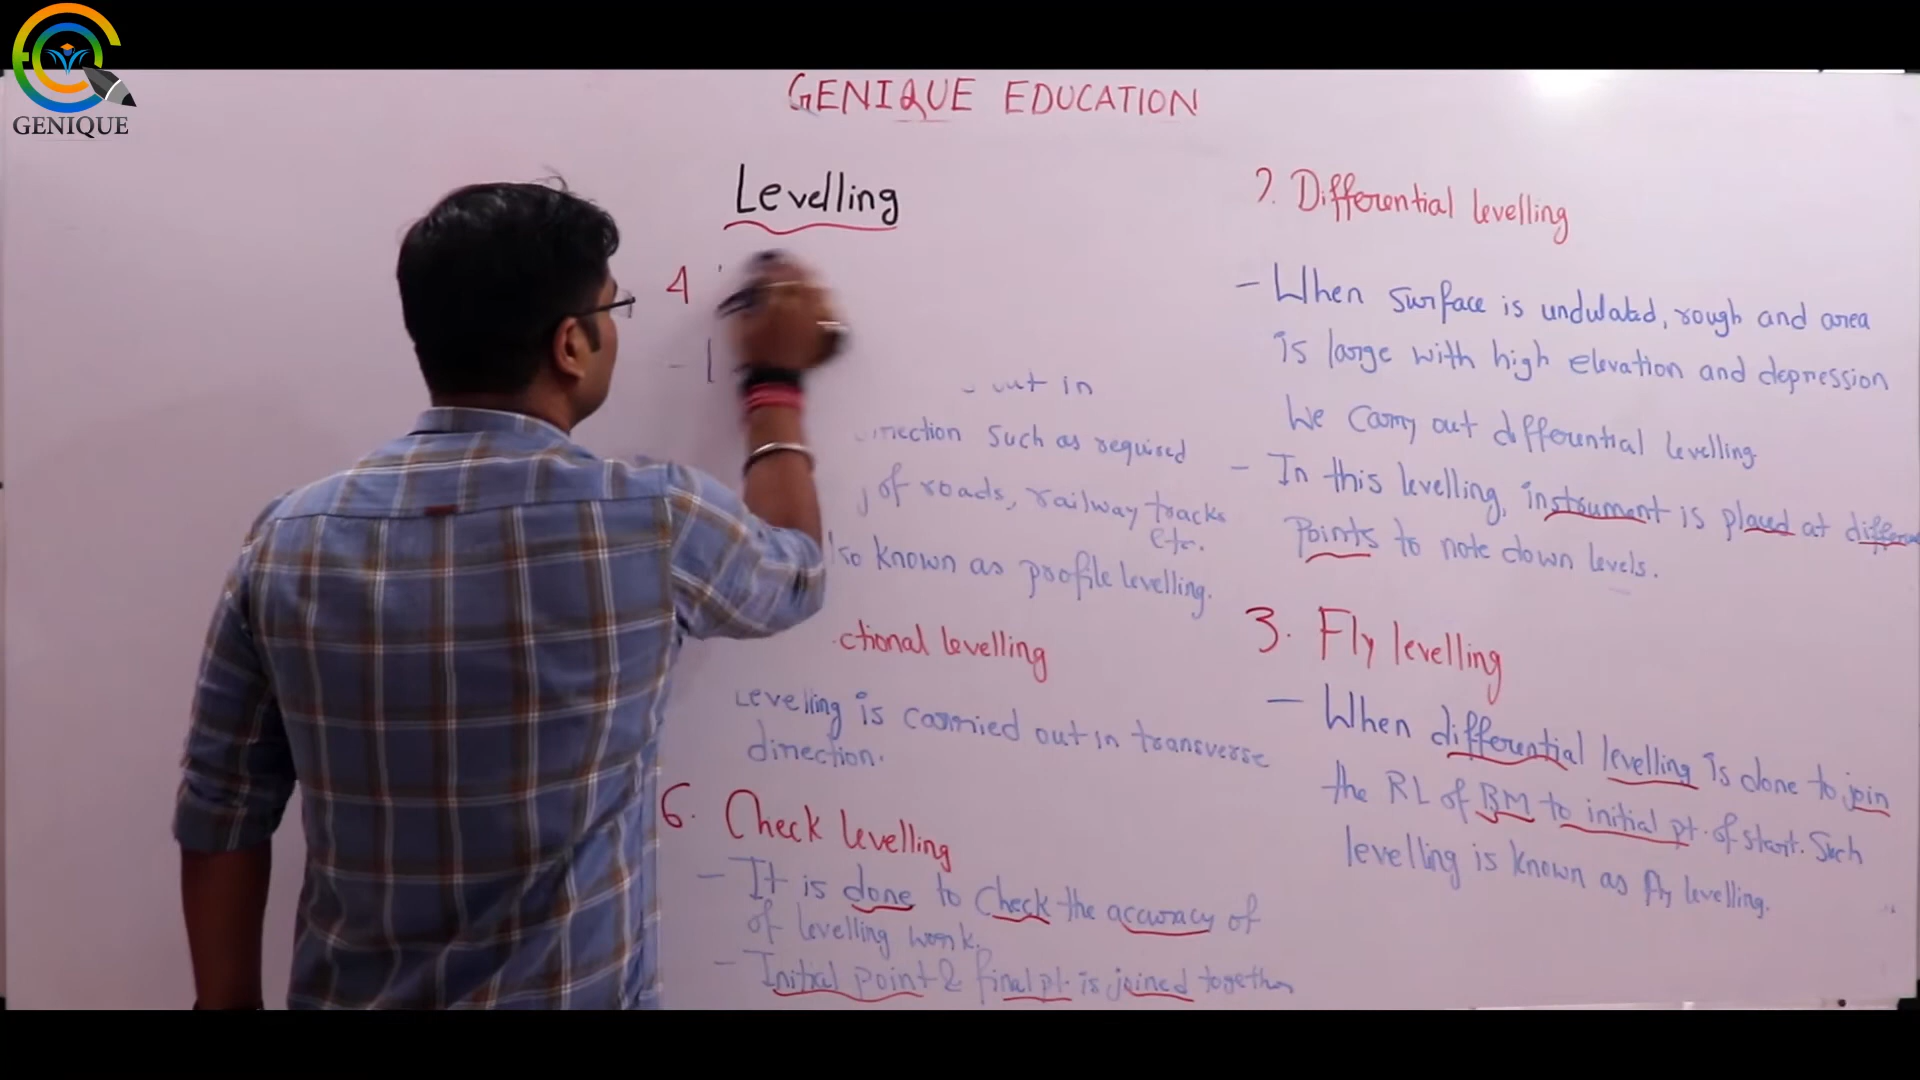 GENIQUE
GENIQUE EDUCATION
Levelling
4
out in
such as required
of roads, railway tracks
etc.
known as profile levelling.
ctional levelling
Levelling is carried out in transverse
direction.
6. Check levelling
- It is done to check the accuracy of
of levelling work.
- Initial point & final pt. is joined together
2. Differential levelling
- When surface is undulated, rough and area
is large with high elevation and depression
We carry out differential levelling
- In this levelling, instrument is placed at
points to note down levels.
3. Fly levelling
- When differential levelling is done to join
the RL of BM to initial pt. of start. Such
levelling is known as fly levelling.